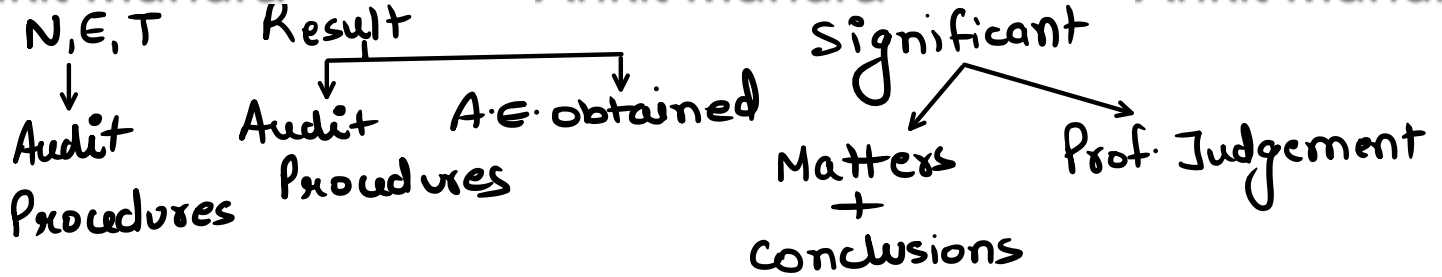 N, E, T
Audit
Procedures
Result
Audit
Procedures
A.E. obtained
Significant
Matters
+
Conclusions
Prof. Judgement